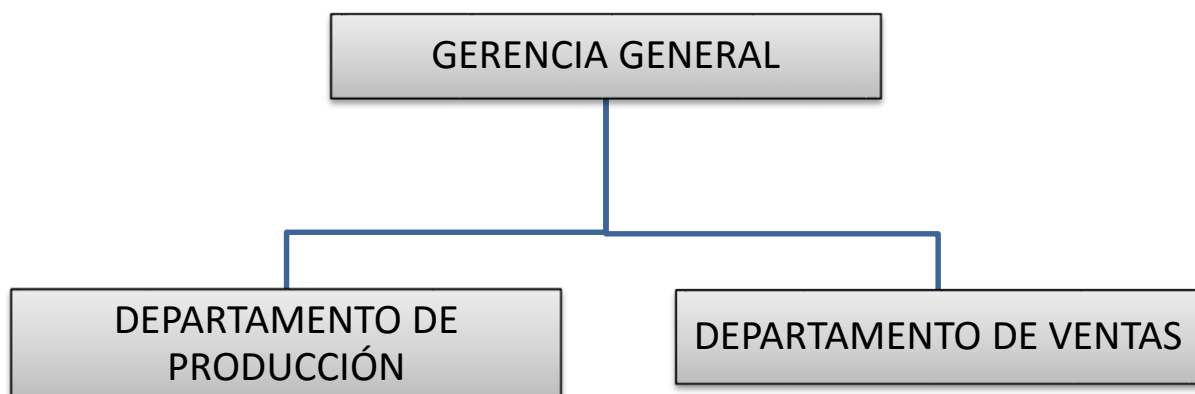 GERENCIA GENERAL
DEPARTAMENTO DE
PRODUCCIÓN
DEPARTAMENTO DE VENTAS